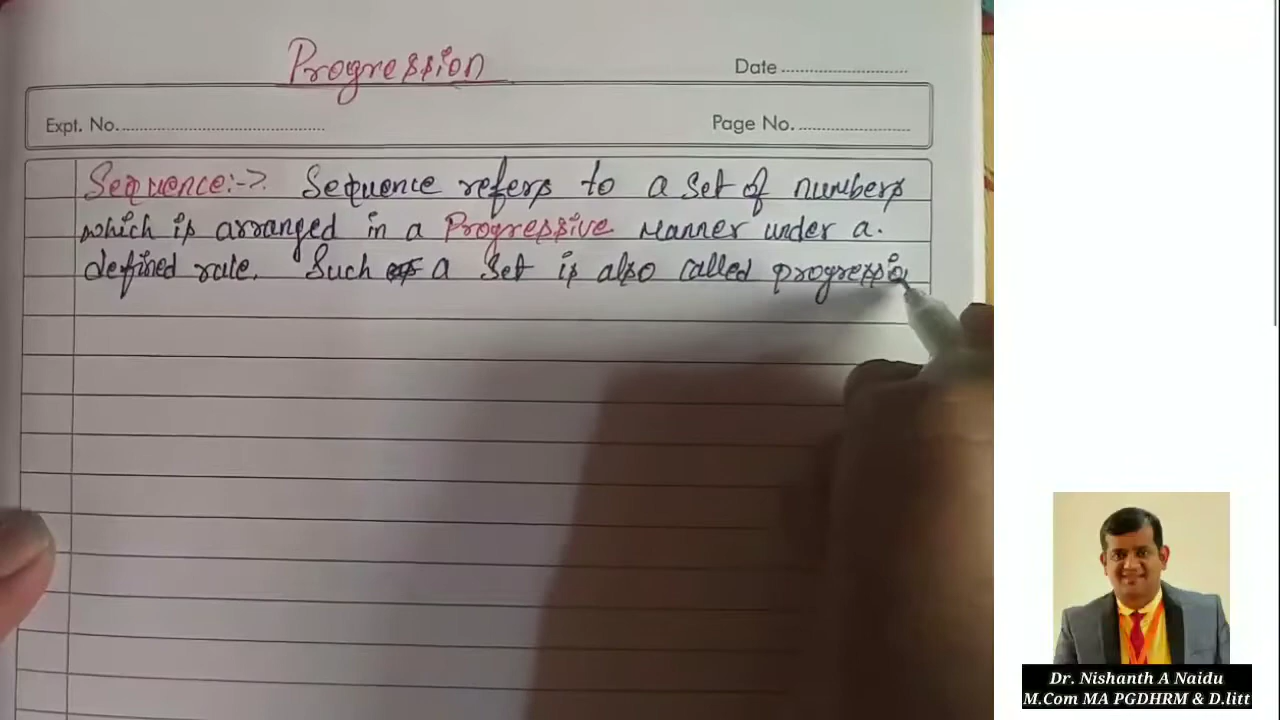 Progression
Date
Expt. No.
Page No.
Sequence:-> Sequence refers to a set of numbers
which is arranged in a Progressive manner under a.
defined rule. Such a set is also called progressio
Dr. Nishanth A Naidu
M.Com MA PGDHRM & D.litt